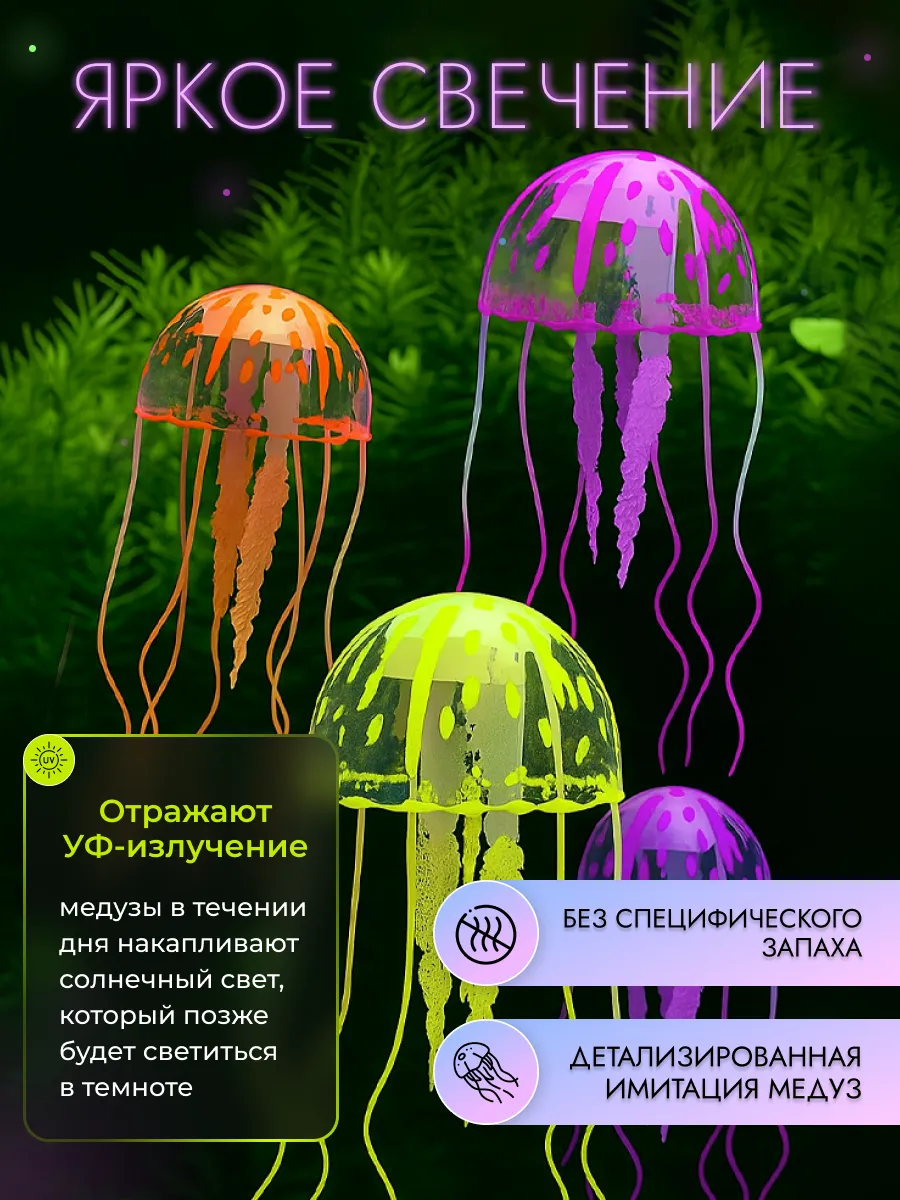 ЯРКОЕ СВЕЧЕНИЕ
UV
Отражают
УФ-излучение
медузы в течении
дня накапливают
солнечный свет,
который позже
будет светиться
в темноте
БЕЗ СПЕЦИФИЧЕСКОГО
ЗАПАХА
ДЕТАЛИЗИРОВАННАЯ
ИМИТАЦИЯ МЕДУЗ